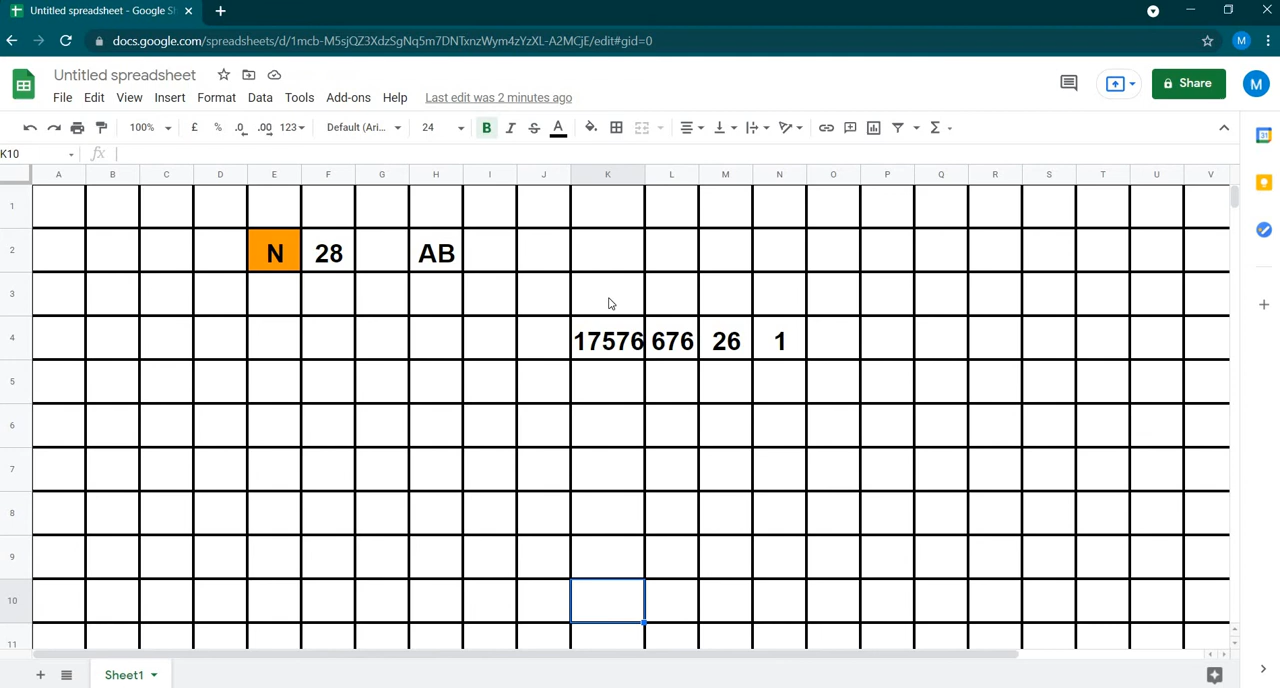 Untitled spreadsheet - Google S
docs.google.com/spreadsheets/d/1mcb-M5sjQZ3XdzSgNq5m7DNTxnzWym4zYzXL-A2MCjE/edit#gid=0
M
Untitled spreadsheet
File Edit View Insert Format Data Tools Add-ons Help Last edit was 2 minutes ago
Share
M
100% £ % .0 .00 123 Default (Ari... 24 B I S A Σ
K10 fx
A B C D E F G H I J K L M N O P Q R S T U V
1
2 N 28 AB
3
4 17576 676 26 1
5
6
7
8
9
10
11
Sheet1